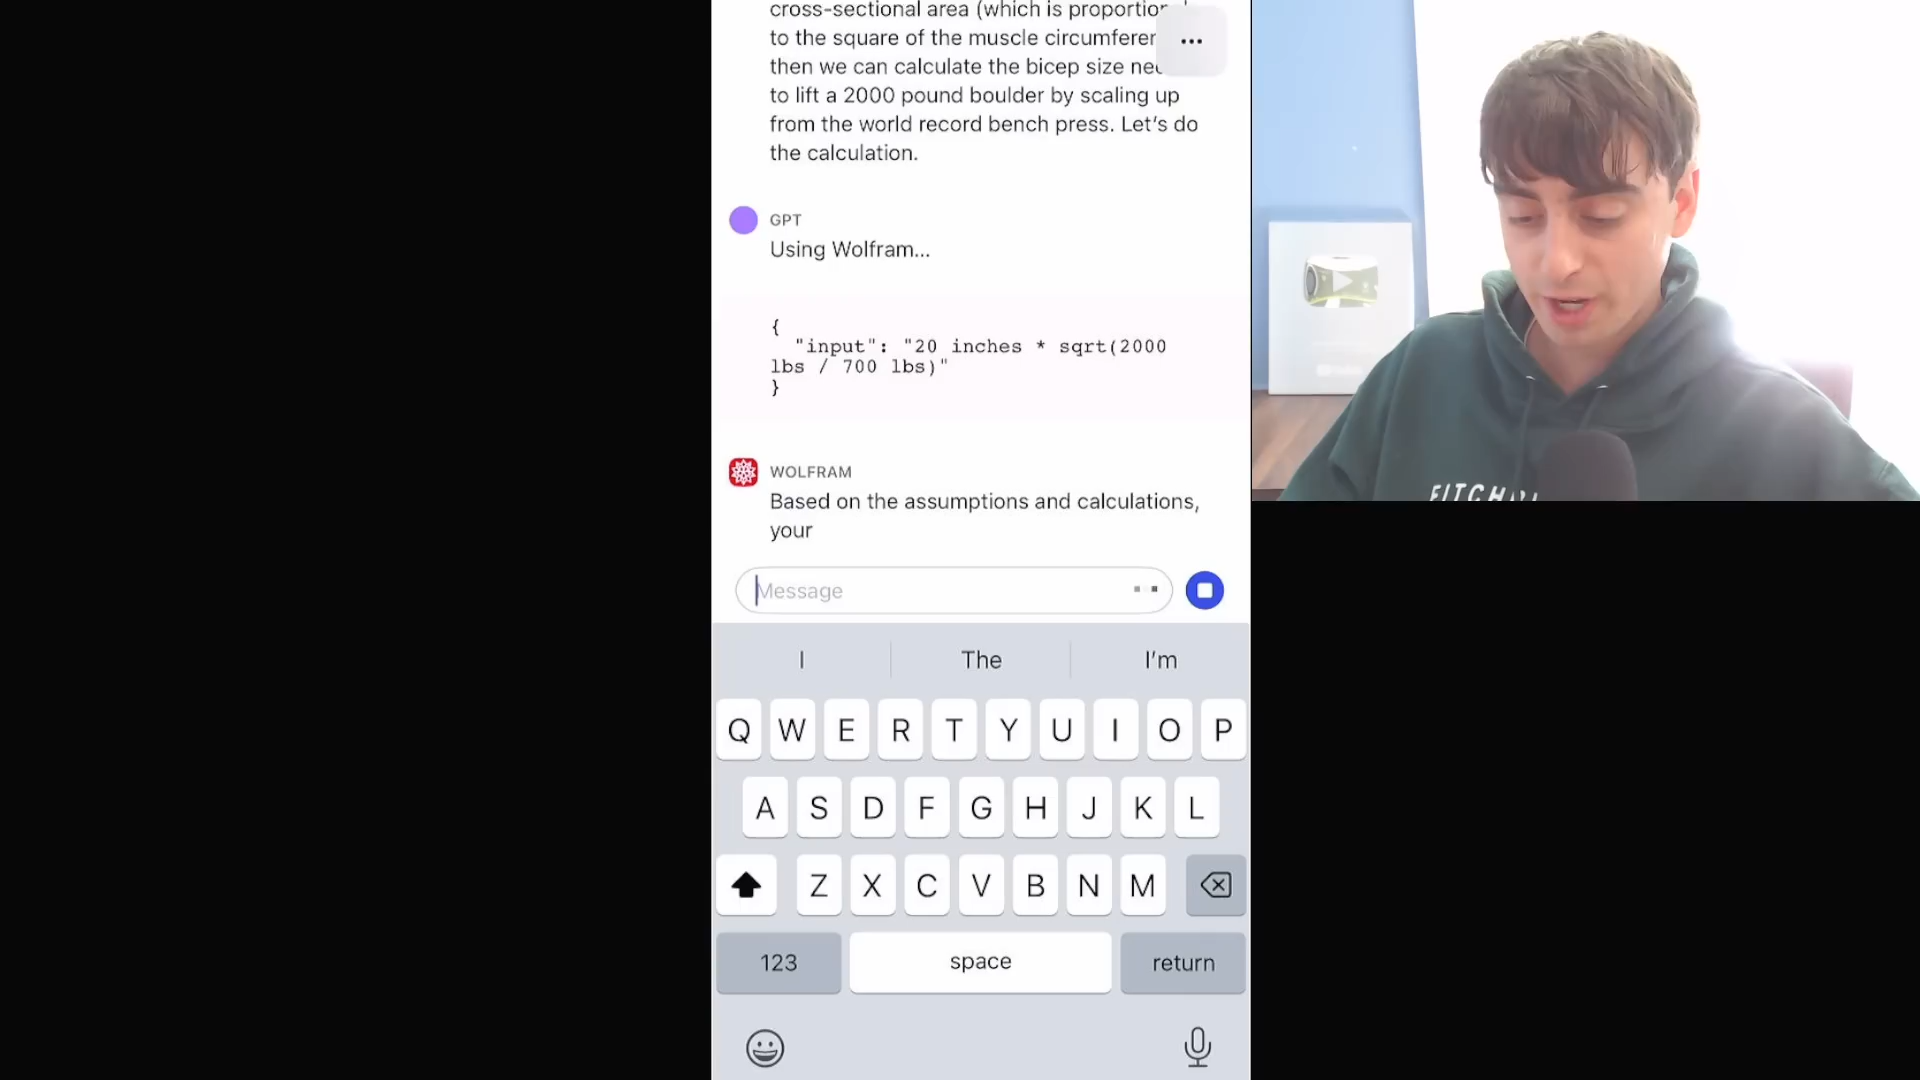 cross-sectional area (which is
to the square of the muscle
then we can calculate the bicep size
to lift a 2000 pound boulder by scaling up
from the world record bench press. Let's do
the calculation.
GPT
Using Wolfram...
{
"input": "20 inches * sqrt(2000
lbs / 700 lbs)"
}
WOLFRAM
Based on the assumptions and calculations,
your
Message
I The I'm
Q W E R T Y U I O P
A S D F G H J K L
Z X C V B N M
123 space return